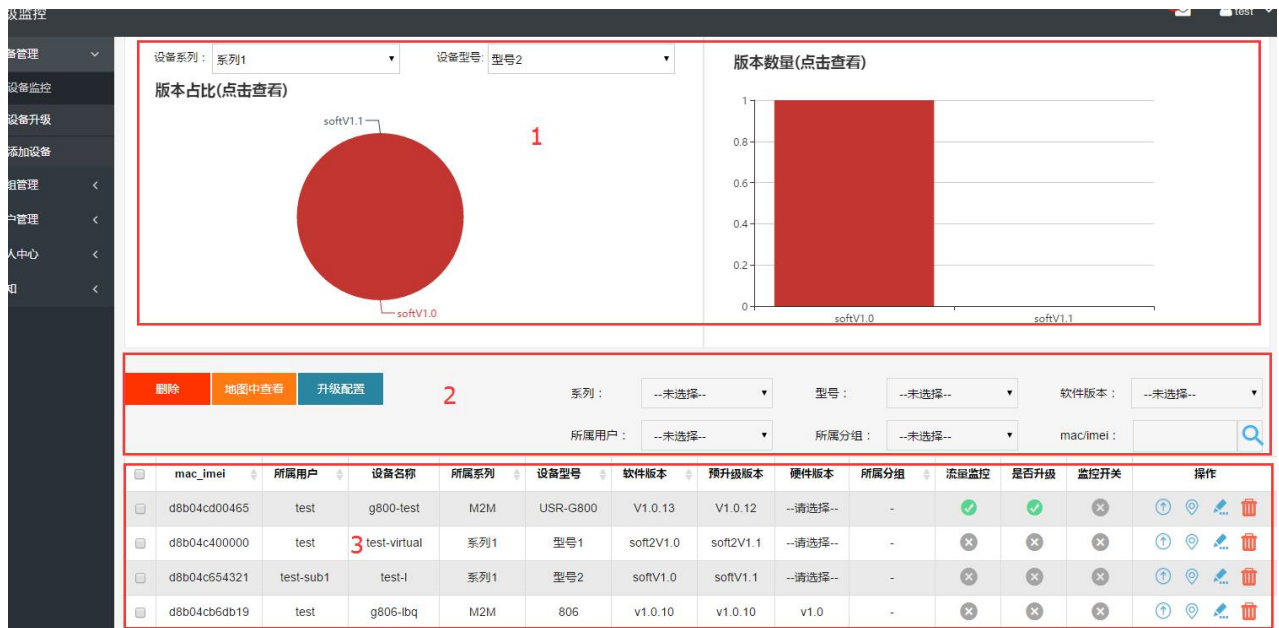 级监控 test
备管理
设备监控
设备升级
添加设备
组管理
户管理
人中心
知
设备系列： 系列1 设备型号: 型号2
版本占比(点击查看)
softV1.1
softV1.0
1
版本数量(点击查看)
1
0.8
0.6
0.4
0.2
0
softV1.0 softV1.1
删除 地图中查看 升级配置 2 系列： --未选择-- 型号： --未选择-- 软件版本： --未选择--
所属用户： --未选择-- 所属分组： --未选择-- mac/imei：
mac_imei 所属用户 设备名称 所属系列 设备型号 软件版本 预升级版本 硬件版本 所属分组 流量监控 是否升级 监控开关 操作
d8b04cd00465 test g800-test M2M USR-G800 V1.0.13 V1.0.12 --请选择-- -
d8b04c400000 test 3 test-virtual 系列1 型号1 soft2V1.0 soft2V1.1 --请选择-- -
d8b04c654321 test-sub1 test-l 系列1 型号2 softV1.0 softV1.1 --请选择-- -
d8b04cb6db19 test g806-lbq M2M 806 v1.0.10 v1.0.10 v1.0 -